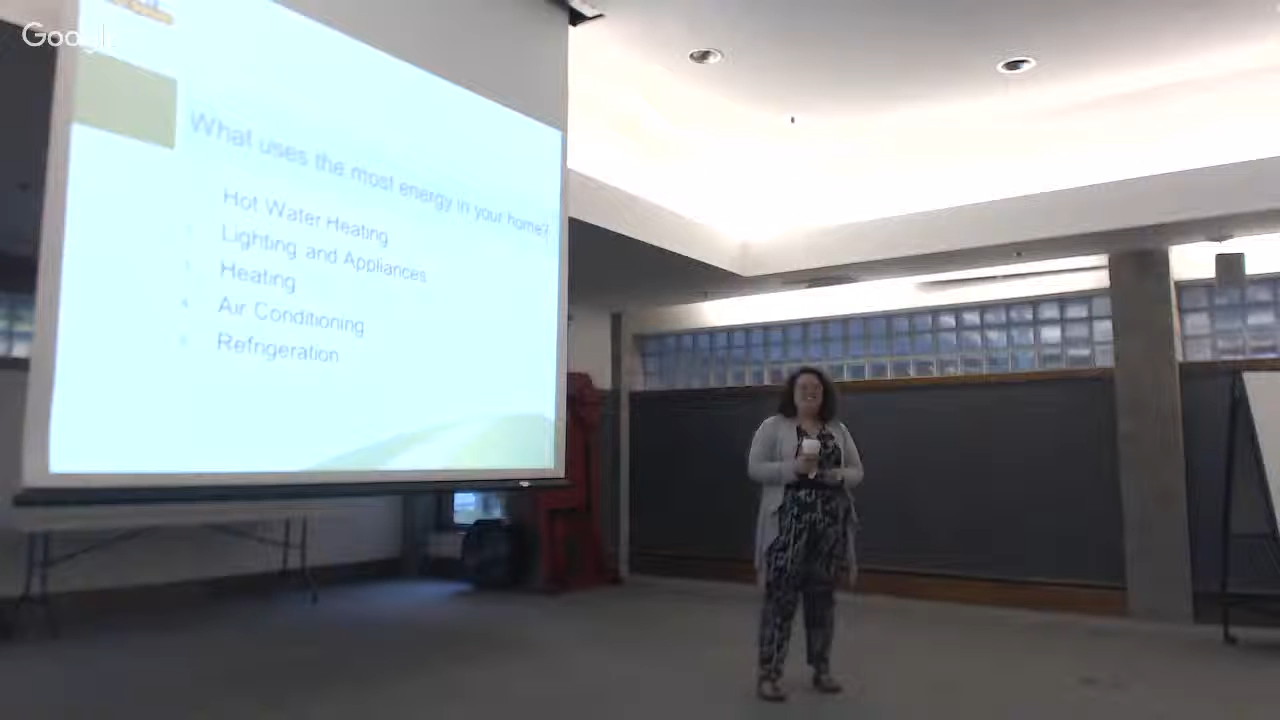 Google
What uses the most energy in your home?
Hot Water Heating
Lighting and Appliances
Heating
Air Conditioning
Refrigeration